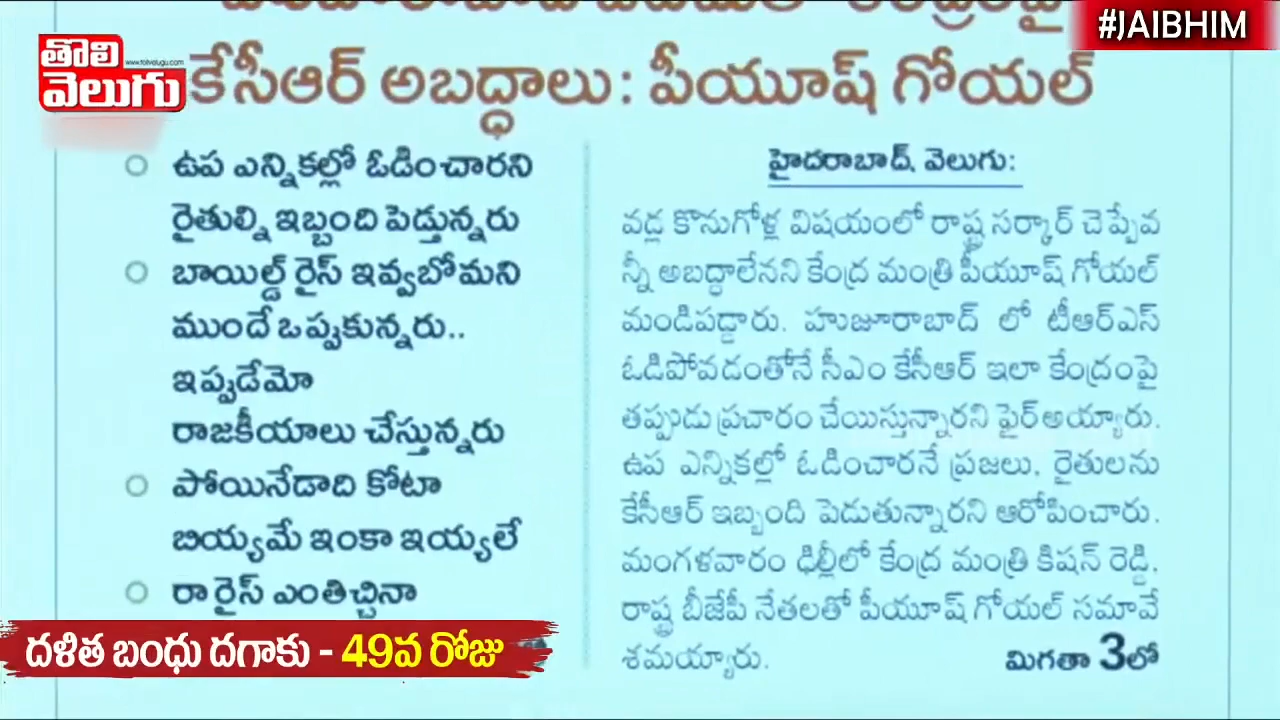 #JAIBHIM
తొలి
వెలుగు
www.tolivelugu.com
కేసీఆర్ అబద్ధాలు: పీయూష్ గోయల్
ఉప ఎన్నికల్లో ఓడించారని
రైతుల్ని ఇబ్బంది పెడ్తున్నరు
బాయిల్డ్ రైస్ ఇవ్వబోమని
ముందే ఒప్పుకున్నరు..
ఇప్పుడేమో
రాజకీయాలు చేస్తున్నరు
పోయినేడాది కోటా
బియ్యమే ఇంకా ఇయ్యలే
రా రైస్ ఎంతిచ్చినా
హైదరాబాద్, వెలుగు:
వడ్ల కొనుగోళ్ల విషయంలో రాష్ట్ర సర్కార్ చెప్పేవ
న్నీ అబద్ధాలేనని కేంద్ర మంత్రి పీయూష్ గోయల్
మండిపడ్డారు. హుజూరాబాద్ లో టీఆర్ఎస్
ఓడిపోవడంతోనే సీఎం కేసీఆర్ ఇలా కేంద్రంపై
తప్పుడు ప్రచారం చేయిస్తున్నారని ఫైర్ అయ్యారు.
ఉప ఎన్నికల్లో ఓడించారనే ప్రజలు, రైతులను
కేసీఆర్ ఇబ్బంది పెడుతున్నారని ఆరోపించారు.
మంగళవారం ఢిల్లీలో కేంద్ర మంత్రి కిషన్ రెడ్డి,
రాష్ట్ర బీజేపీ నేతలతో పీయూష్ గోయల్ సమావే
శమయ్యారు.
మిగతా 3లో
దళిత బంధు దగాకు - 49వ రోజు